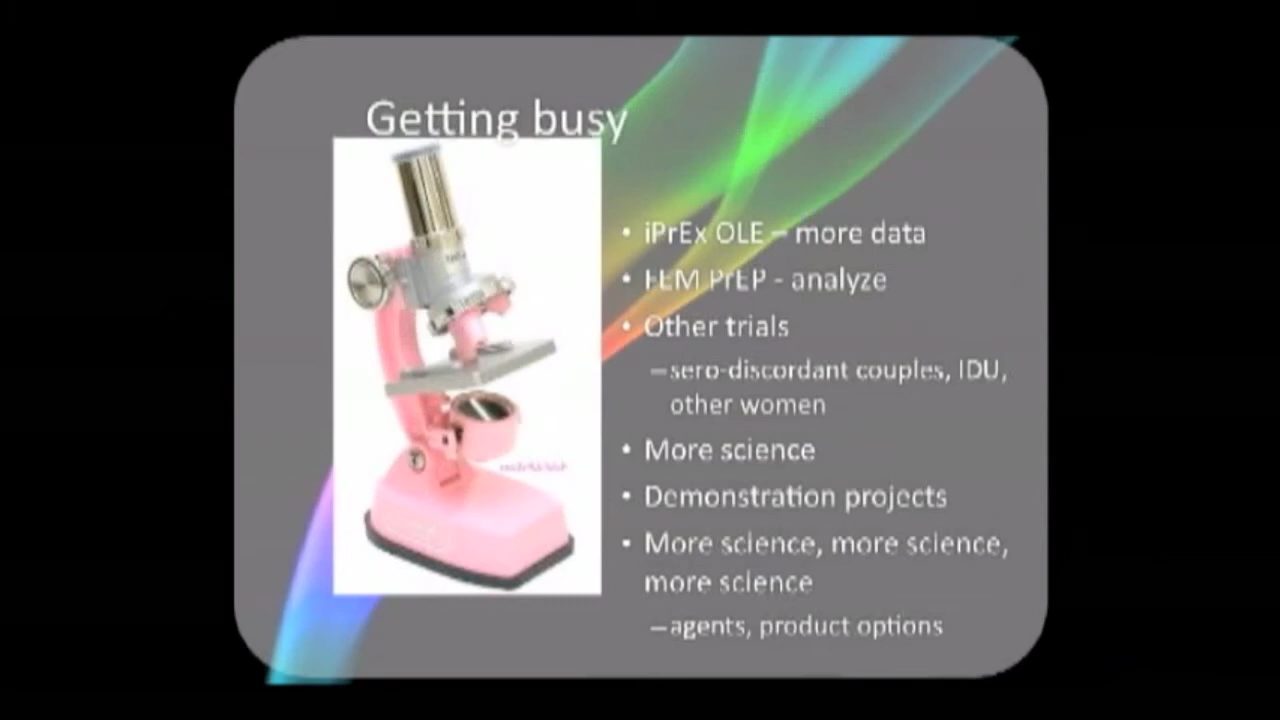 Getting busy
• iPrEx OLE – more data
• FEM PrEP - analyze
• Other trials
–sero-discordant couples, IDU,
other women
• More science
• Demonstration projects
• More science, more science,
more science
–agents, product options